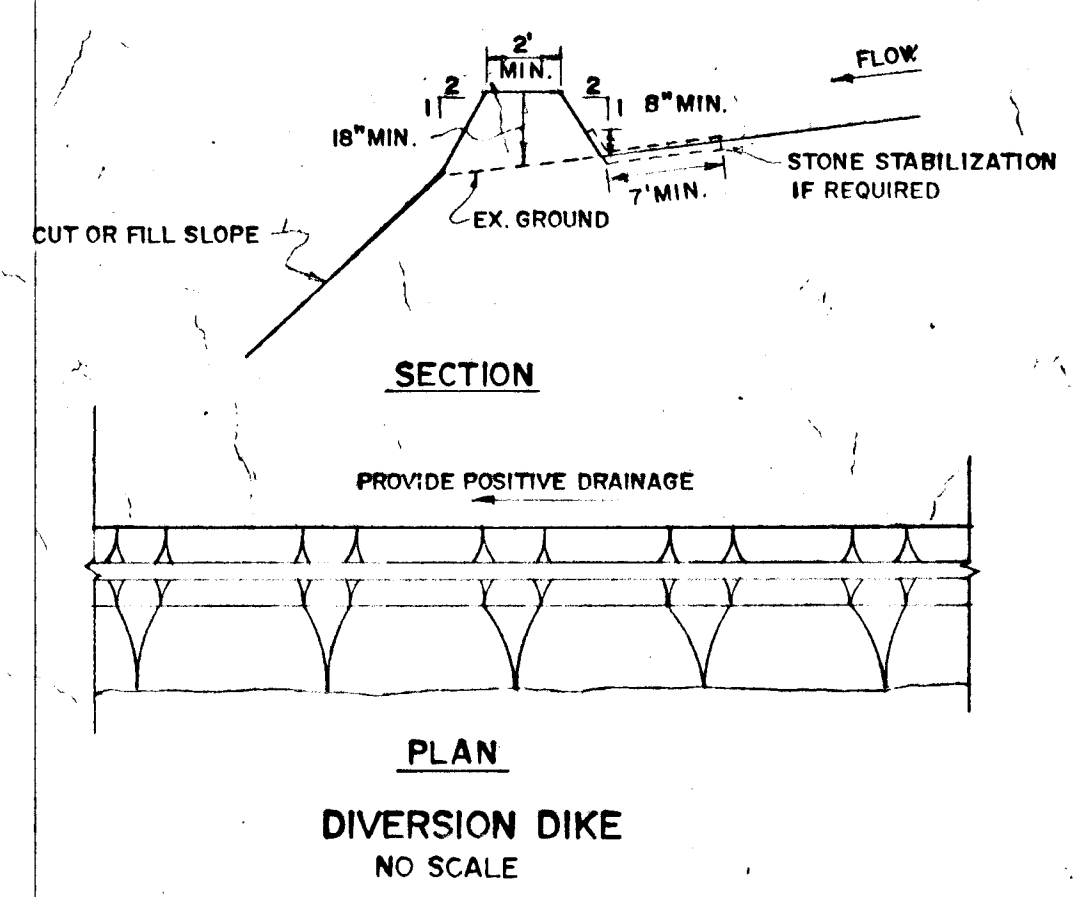 2'
MIN.
FLOW
2
2
1
1
8" MIN.
18" MIN.
STONE STABILIZATION
IF REQUIRED
7' MIN.
EX. GROUND
CUT OR FILL SLOPE
SECTION
PROVIDE POSITIVE DRAINAGE
PLAN
DIVERSION DIKE
NO SCALE